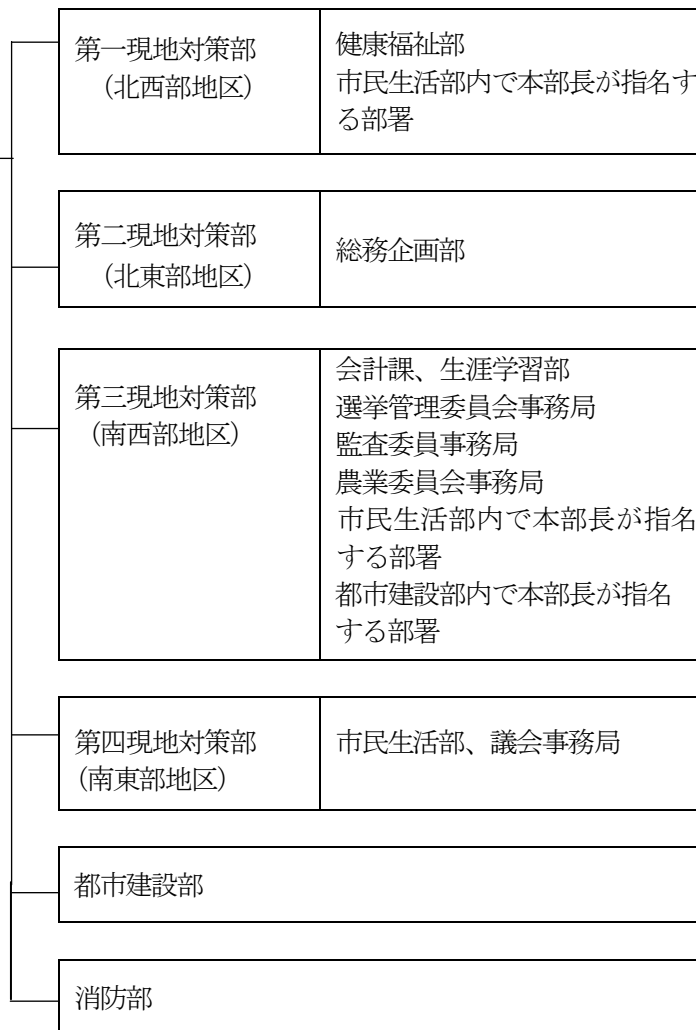 第一現地対策部
（北西部地区）
健康福祉部
市民生活部内で本部長が指名す
る部署
第二現地対策部
（北東部地区）
総務企画部
第三現地対策部
（南西部地区）
会計課、生涯学習部
選挙管理委員会事務局
監査委員事務局
農業委員会事務局
市民生活部内で本部長が指名
する部署
都市建設部内で本部長が指名
する部署
第四現地対策部
（南東部地区）
市民生活部、議会事務局
都市建設部
消防部